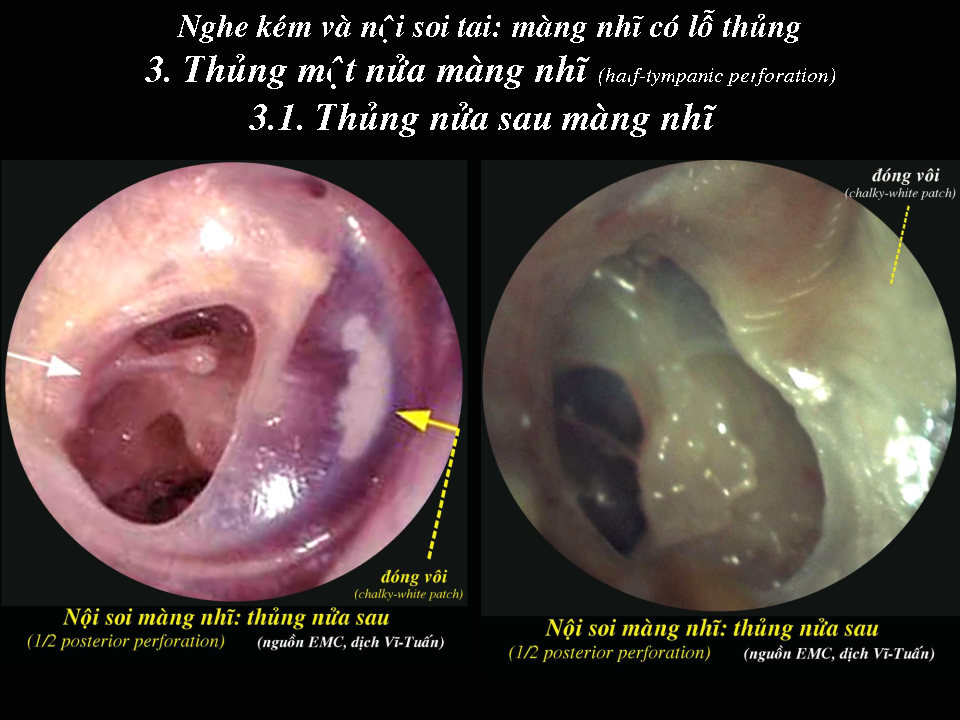 Nghe kém và nội soi tai: màng nhĩ có lỗ thủng
3. Thủng một nửa màng nhĩ (half-tympanic perforation)
3.1. Thủng nửa sau màng nhĩ
đóng vôi
(chalky-white patch)
đóng vôi
(chalky-white patch)
Nội soi màng nhĩ: thủng nửa sau
(1/2 posterior perforation) (nguồn EMC, dịch Vĩ-Tuấn)
Nội soi màng nhĩ: thủng nửa sau
(1/2 posterior perforation) (nguồn EMC, dịch Vĩ-Tuấn)